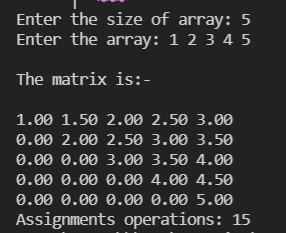 Enter the size of array: 5
Enter the array: 1 2 3 4 5
The matrix is:-
1.00 1.50 2.00 2.50 3.00
0.00 2.00 2.50 3.00 3.50
0.00 0.00 3.00 3.50 4.00
0.00 0.00 0.00 4.00 4.50
0.00 0.00 0.00 0.00 5.00
Assignments operations: 15